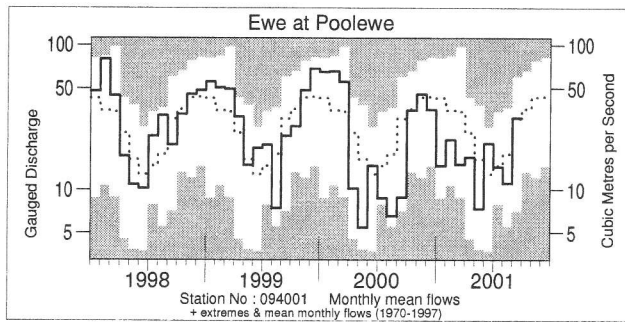 Ewe at Poolewe
100
50
10
5
Gauged Discharge
100
50
10
5
Cubic Metres per Second
1998 1999 2000 2001
Station No : 094001 Monthly mean flows
+ extremes & mean monthly flows (1970-1997)